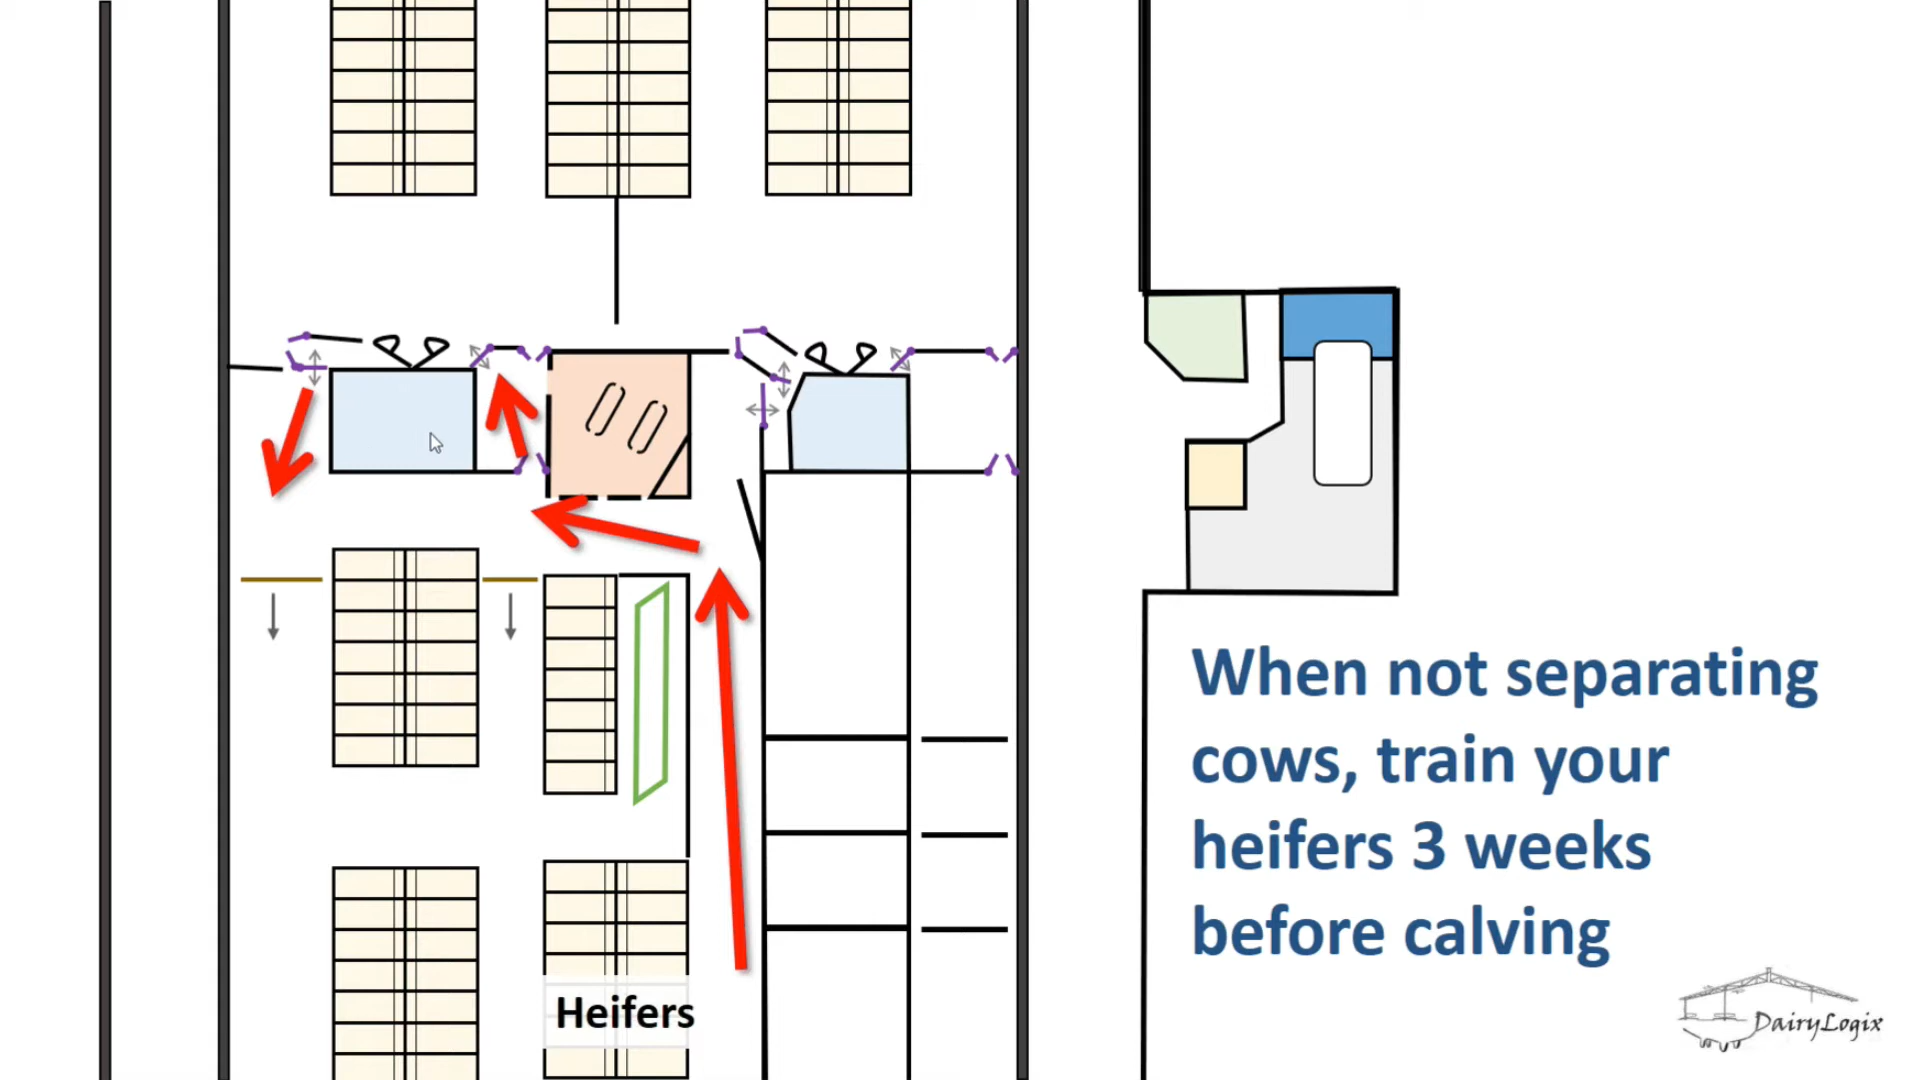 When not separating
cows, train your
heifers 3 weeks
before calving
Heifers
DairyLogix